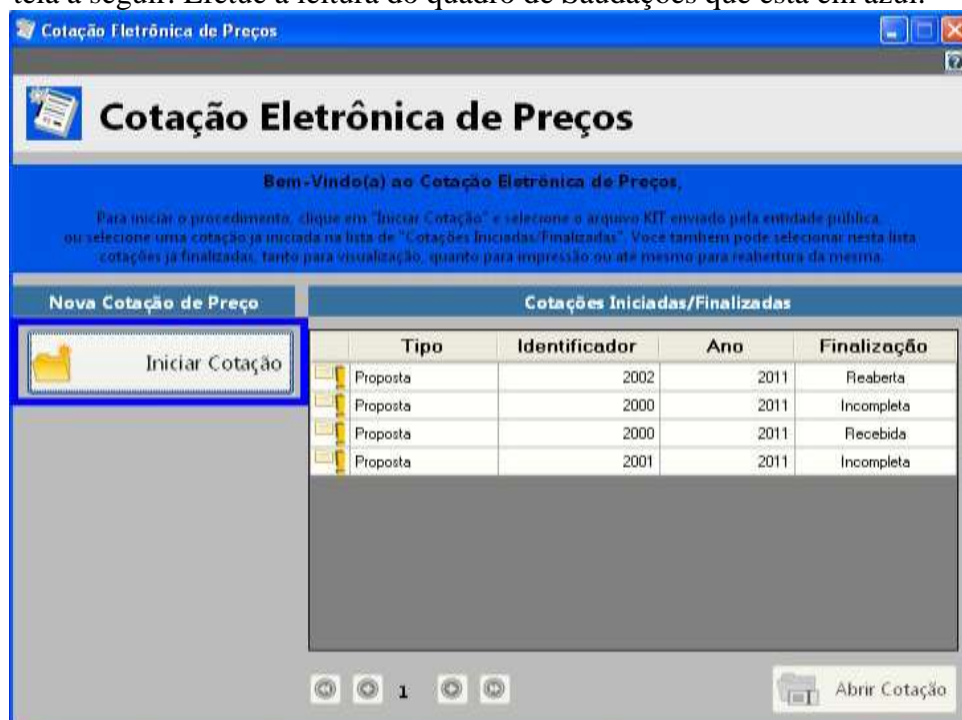 tela a seguir. Efetue a leitura do quadro de Saudações que está em azul.
Cotação Eletrônica de Preços
Cotação Eletrônica de Preços
Bem-Vindo(a) ao Cotação Eletrônica de Preços,
Para iniciar o procedimento, clique em "Iniciar Cotação" e selecione o arquivo KIT enviado pela entidade pública,
ou selecione uma cotação ja iniciada na lista de "Cotações Iniciadas/Finalizadas". Você tambem pode selecionar nesta lista
cotações já finalizadas, tanto para visualização, quanto para impressão ou até mesmo para reabertura da mesma.
Nova Cotação de Preço
Cotações Iniciadas/Finalizadas
Iniciar Cotação
Tipo Identificador Ano Finalização
Proposta 2002 2011 Reaberta
Proposta 2000 2011 Incompleta
Proposta 2000 2011 Recebida
Proposta 2001 2011 Incompleta
1
Abrir Cotação